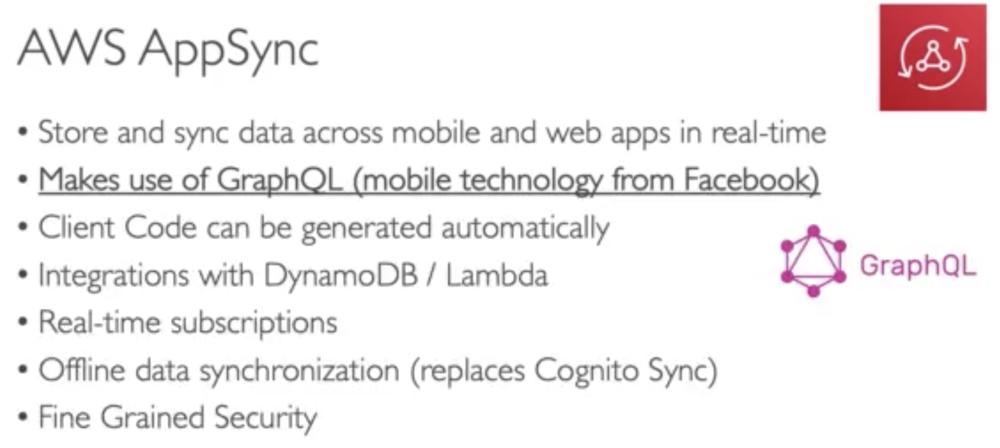 AWS AppSync
• Store and sync data across mobile and web apps in real-time
• Makes use of GraphQL (mobile technology from Facebook)
• Client Code can be generated automatically
• Integrations with DynamoDB / Lambda
GraphQL
• Real-time subscriptions
• Offline data synchronization (replaces Cognito Sync)
• Fine Grained Security